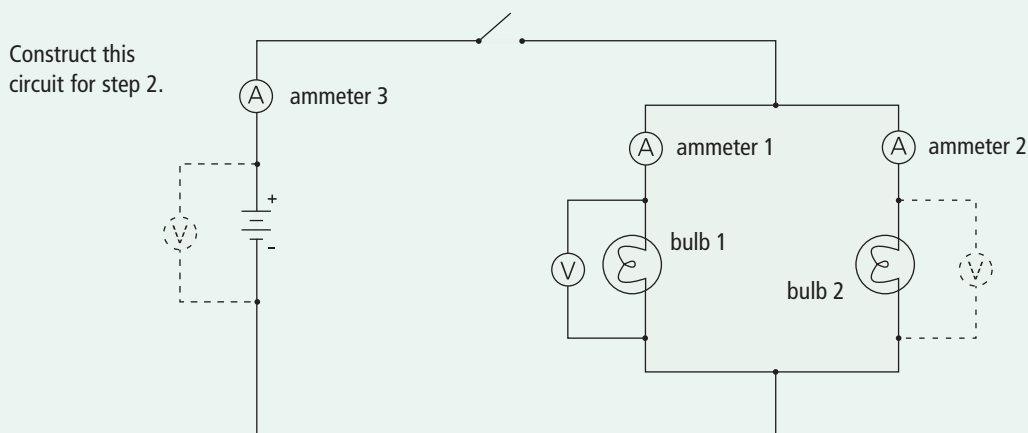 Construct this
circuit for step 2.
A ammeter 3
A ammeter 1
A ammeter 2
+
V
-
V
bulb 1
bulb 2
V